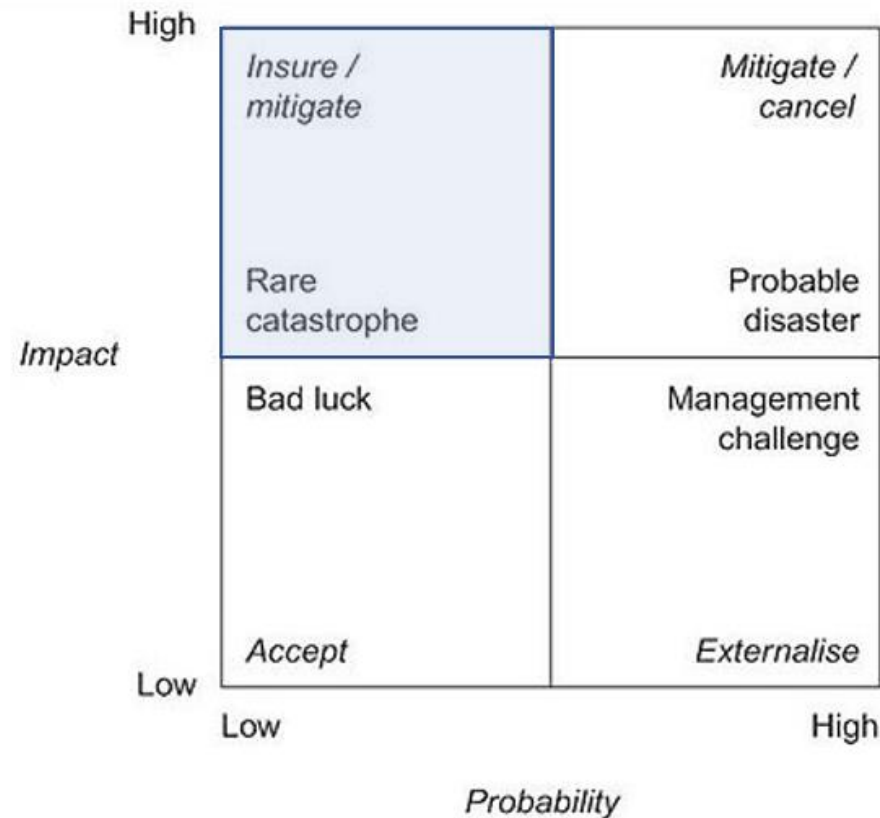 High
Insure /
mitigate
Mitigate /
cancel
Rare
catastrophe
Probable
disaster
Impact
Bad luck
Management
challenge
Accept
Externalise
Low
Low
High
Probability